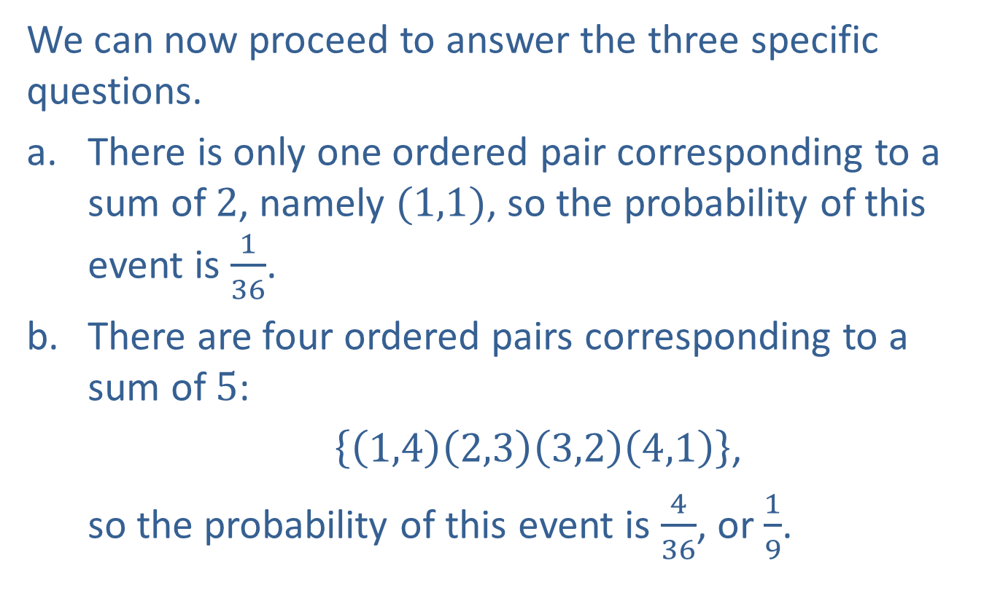 We can now proceed to answer the three specific
questions.
a. There is only one ordered pair corresponding to a
sum of 2, namely (1,1), so the probability of this
event is 1/36.
b. There are four ordered pairs corresponding to a
sum of 5:
{(1,4)(2,3)(3,2)(4,1)},
so the probability of this event is 4/36, or 1/9.